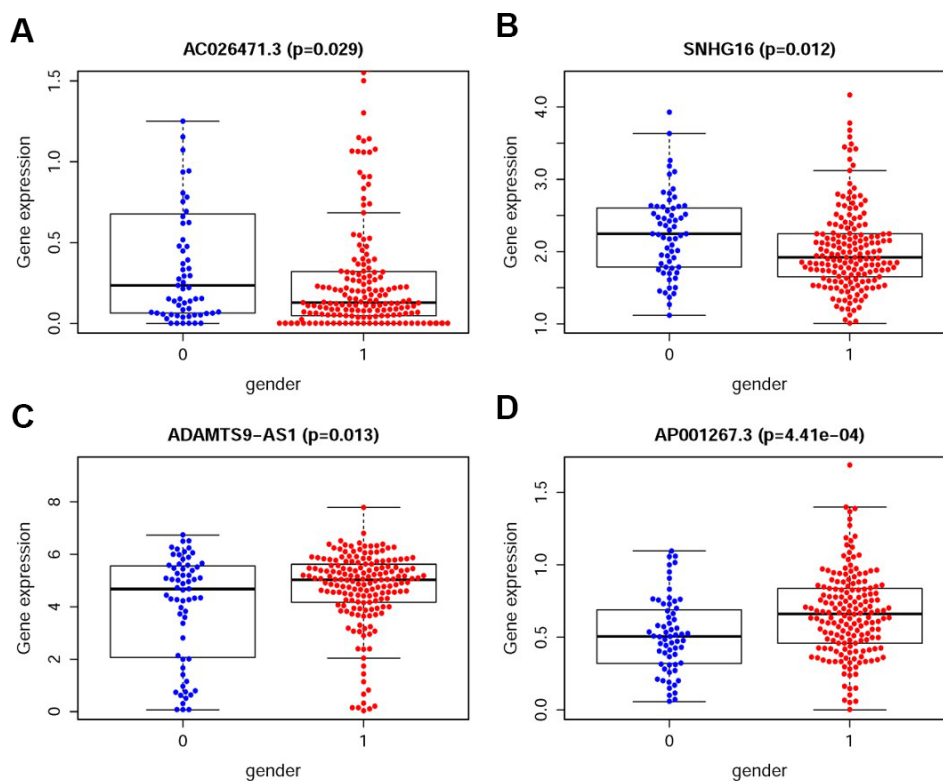 A
AC026471.3 (p=0.029)
Gene expression
1.5
1.0
0.5
0.0
0
1
gender
B
SNHG16 (p=0.012)
Gene expression
4.0
3.0
2.0
1.0
0
1
gender
C
ADAMTS9−AS1 (p=0.013)
Gene expression
8
6
4
2
0
0
1
gender
D
AP001267.3 (p=4.41e−04)
Gene expression
1.5
1.0
0.5
0.0
0
1
gender